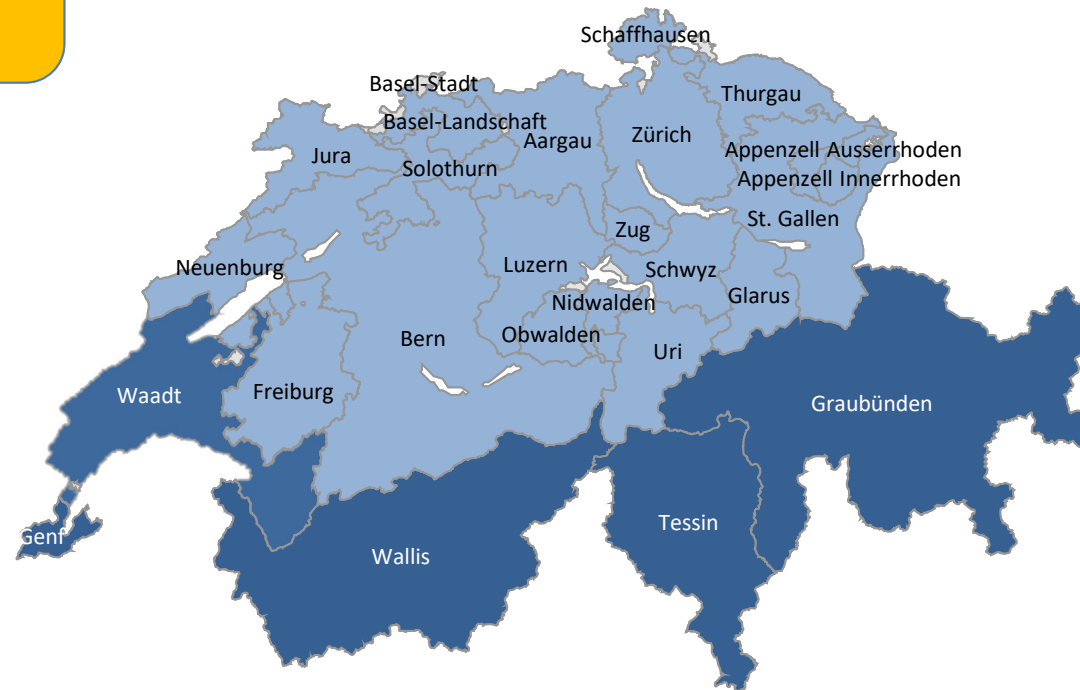 Schaffhausen
Basel-Stadt
Thurgau
Basel-Landschaft
Aargau
Zürich
Jura
Solothurn
Appenzell Ausserrhoden
Appenzell Innerrhoden
St. Gallen
Zug
Neuenburg
Luzern
Schwyz
Glarus
Nidwalden
Obwalden
Bern
Uri
Waadt
Freiburg
Graubünden
Tessin
Genf
Wallis